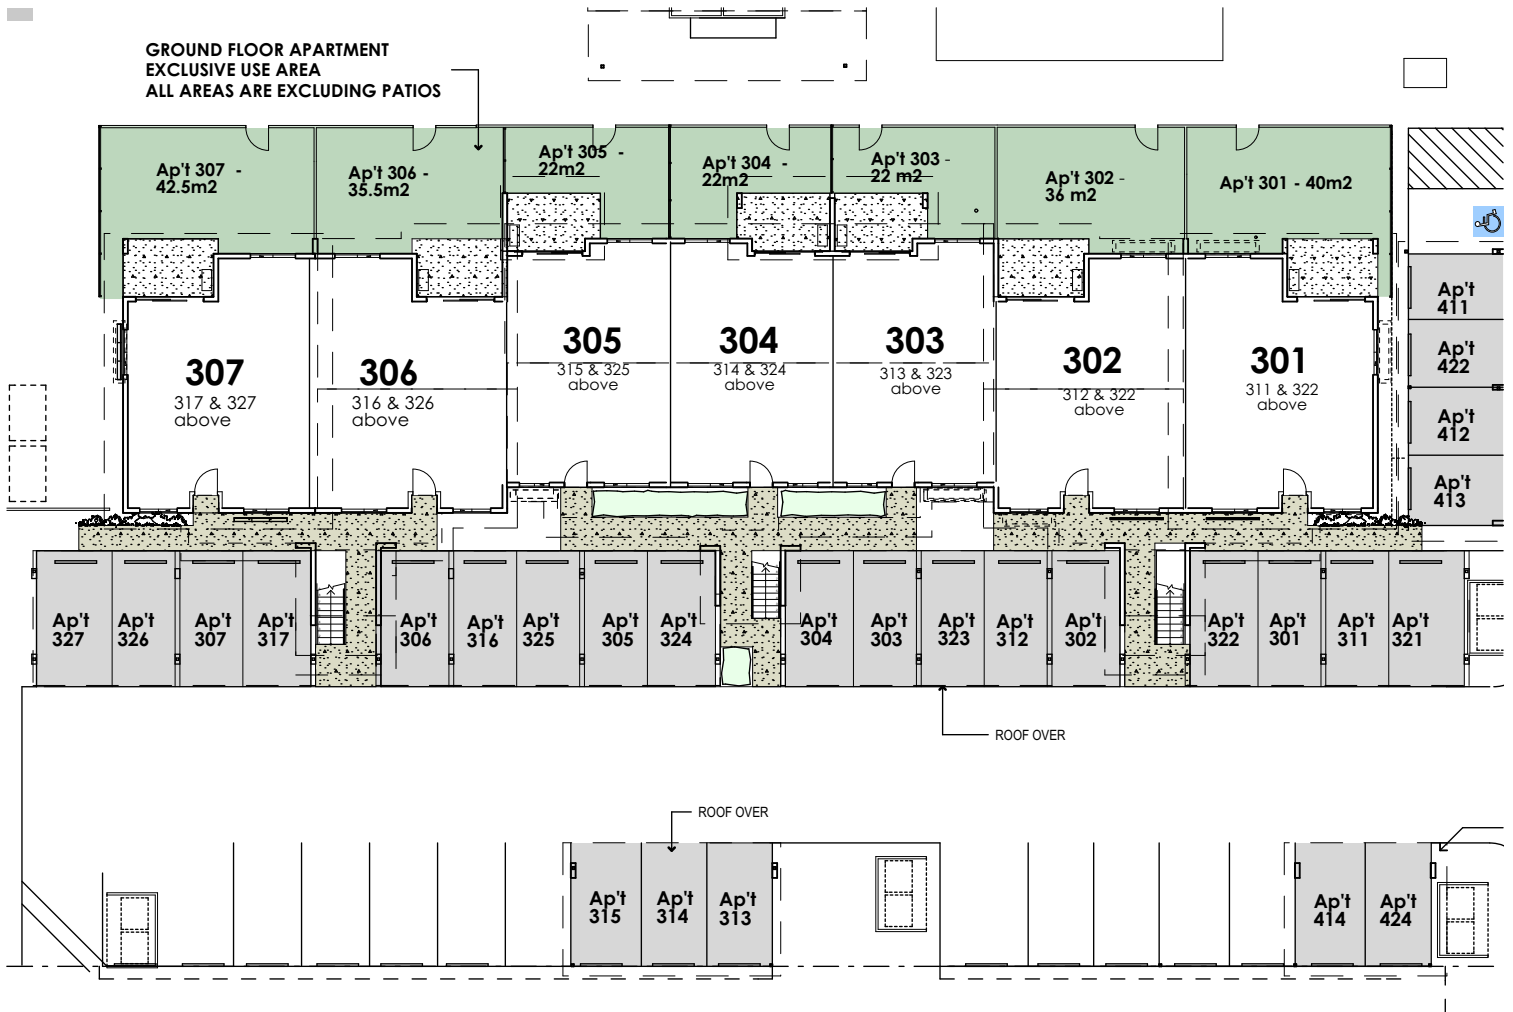 GROUND FLOOR APARTMENT
EXCLUSIVE USE AREA
ALL AREAS ARE EXCLUDING PATIOS
Ap't 307 -
42.5m2
Ap't 306 -
35.5m2
Ap't 305 -
22m2
Ap't 304 -
22m2
Ap't 303 -
22 m2
Ap't 302 -
36 m2
Ap't 301 - 40m2
307
317 & 327
above
306
316 & 326
above
305
315 & 325
above
304
314 & 324
above
303
313 & 323
above
302
312 & 322
above
301
311 & 322
above
Ap't
411
Ap't
422
Ap't
412
Ap't
413
Ap't
327
Ap't
326
Ap't
307
Ap't
317
Ap't
306
Ap't
316
Ap't
325
Ap't
305
Ap't
324
Ap't
304
Ap't
303
Ap't
323
Ap't
312
Ap't
302
Ap't
322
Ap't
301
Ap't
311
Ap't
321
ROOF OVER
ROOF OVER
Ap't
315
Ap't
314
Ap't
313
Ap't
414
Ap't
424